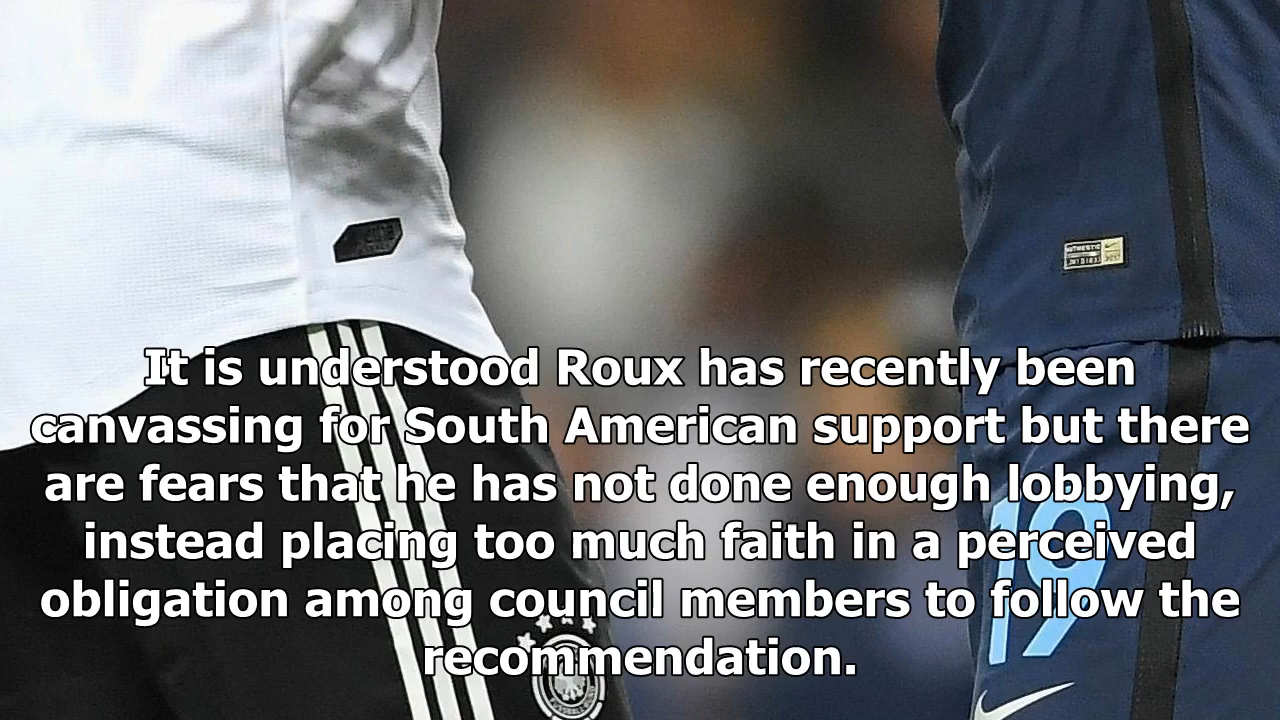 AUTHENTIC
It is understood Roux has recently been
canvassing for South American support but there
are fears that he has not done enough lobbying,
instead placing too much faith in a perceived
obligation among council members to follow the
recommendation.
19